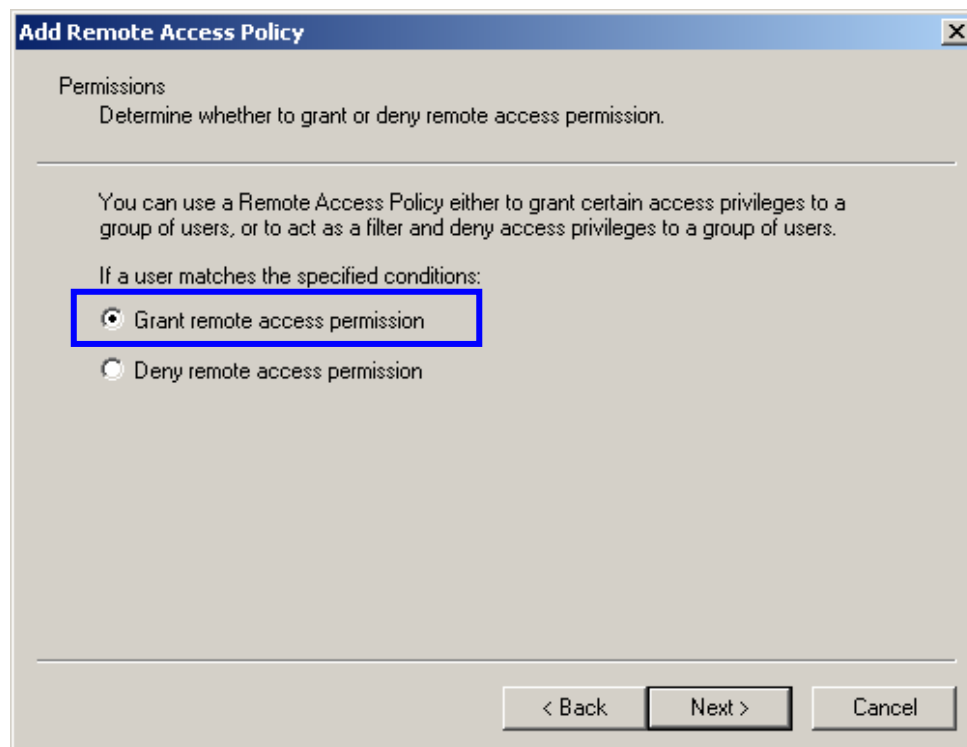 Add Remote Access Policy
Permissions
Determine whether to grant or deny remote access permission.
You can use a Remote Access Policy either to grant certain access privileges to a
group of users, or to act as a filter and deny access privileges to a group of users.
If a user matches the specified conditions:
Grant remote access permission
Deny remote access permission
< Back
Next >
Cancel